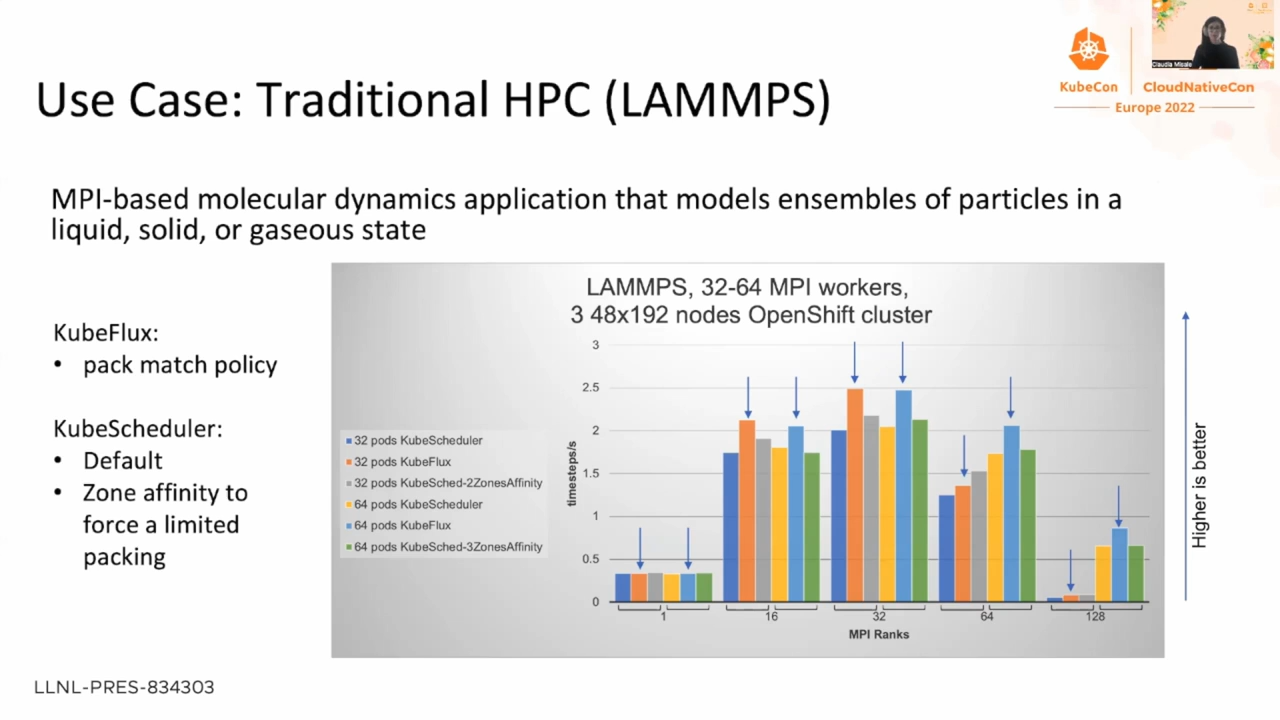 Use Case: Traditional HPC (LAMMPS)
KubeCon
CloudNativeCon
Europe 2022
Claudia Misale
MPI-based molecular dynamics application that models ensembles of particles in a
liquid, solid, or gaseous state
KubeFlux:
• pack match policy
KubeScheduler:
• Default
• Zone affinity to
force a limited
packing
LAMMPS, 32-64 MPI workers,
3 48x192 nodes OpenShift cluster
32 pods KubeScheduler
32 pods KubeFlux
32 pods KubeSched-2ZonesAffinity
64 pods KubeScheduler
64 pods KubeFlux
64 pods KubeSched-3ZonesAffinity
timesteps/s
3
2.5
2
1.5
1
0.5
0
1
16
32
64
128
MPI Ranks
Higher is better
LLNL-PRES-834303